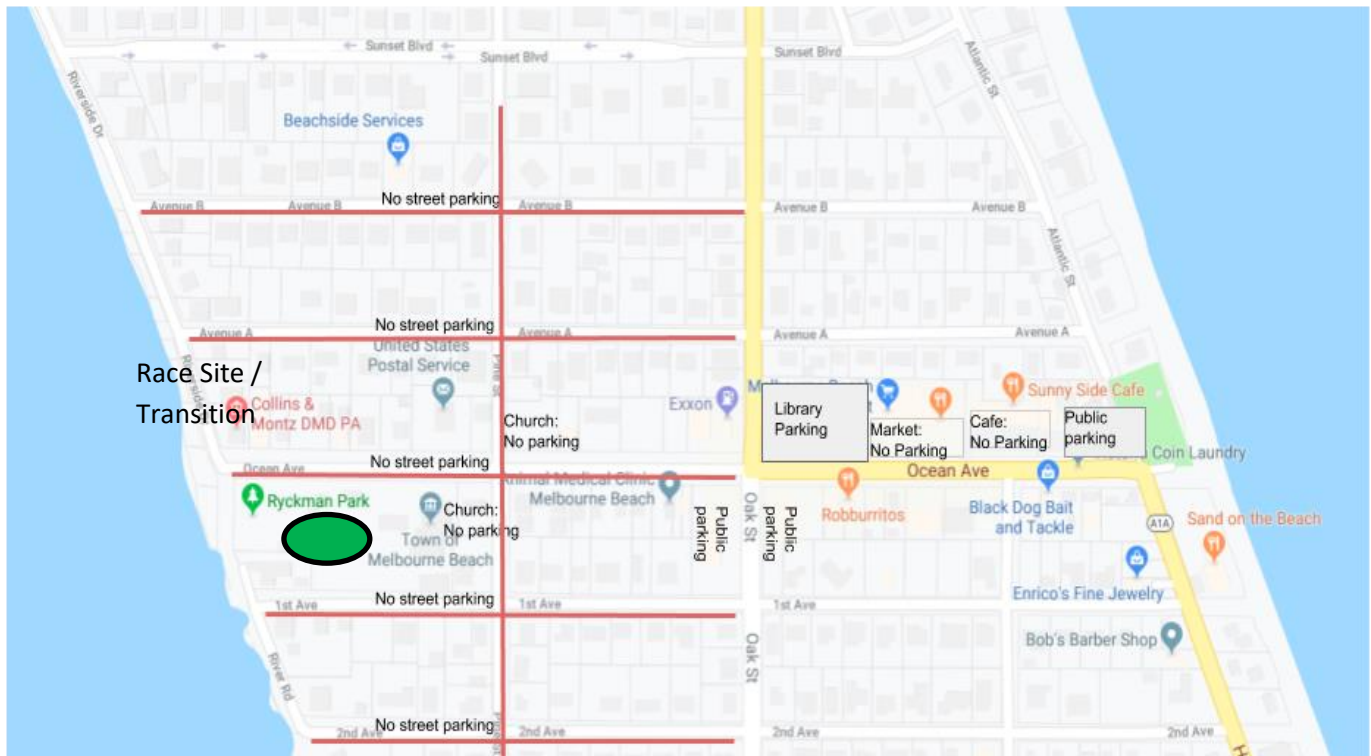 ← Sunset Blvd ←
Sunset Blvd
Sunset Blvd
Atlantic St
Riverside Dr
Beachside Services
No street parking
Avenue B
Avenue B
Avenue B
Avenue B
Avenue B
Atlantic St
No street parking
Avenue A
Avenue A
Avenue A
Avenue A
United States
Postal Service
Pine St
Race Site /
Transition
Collins &
Montz DMD PA
Exxon
Sunny Side Cafe
Library
Parking
Church:
No parking
Market:
No Parking
Cafe:
No Parking
Public
parking
No street parking
Ocean Ave
Ocean Ave
Coin Laundry
Animal Medical Clinic
Melbourne Beach
Ryckman Park
Church:
No parking
Town of
Melbourne Beach
Public
parking
Oak St
Public
parking
Robburritos
Black Dog Bait
and Tackle
A1A
Sand on the Beach
Enrico's Fine Jewelry
No street parking
1st Ave
1st Ave
1st Ave
Bob's Barber Shop
Oak St
River Rd
No street parking
2nd Ave
2nd Ave
2nd Ave
2nd Ave